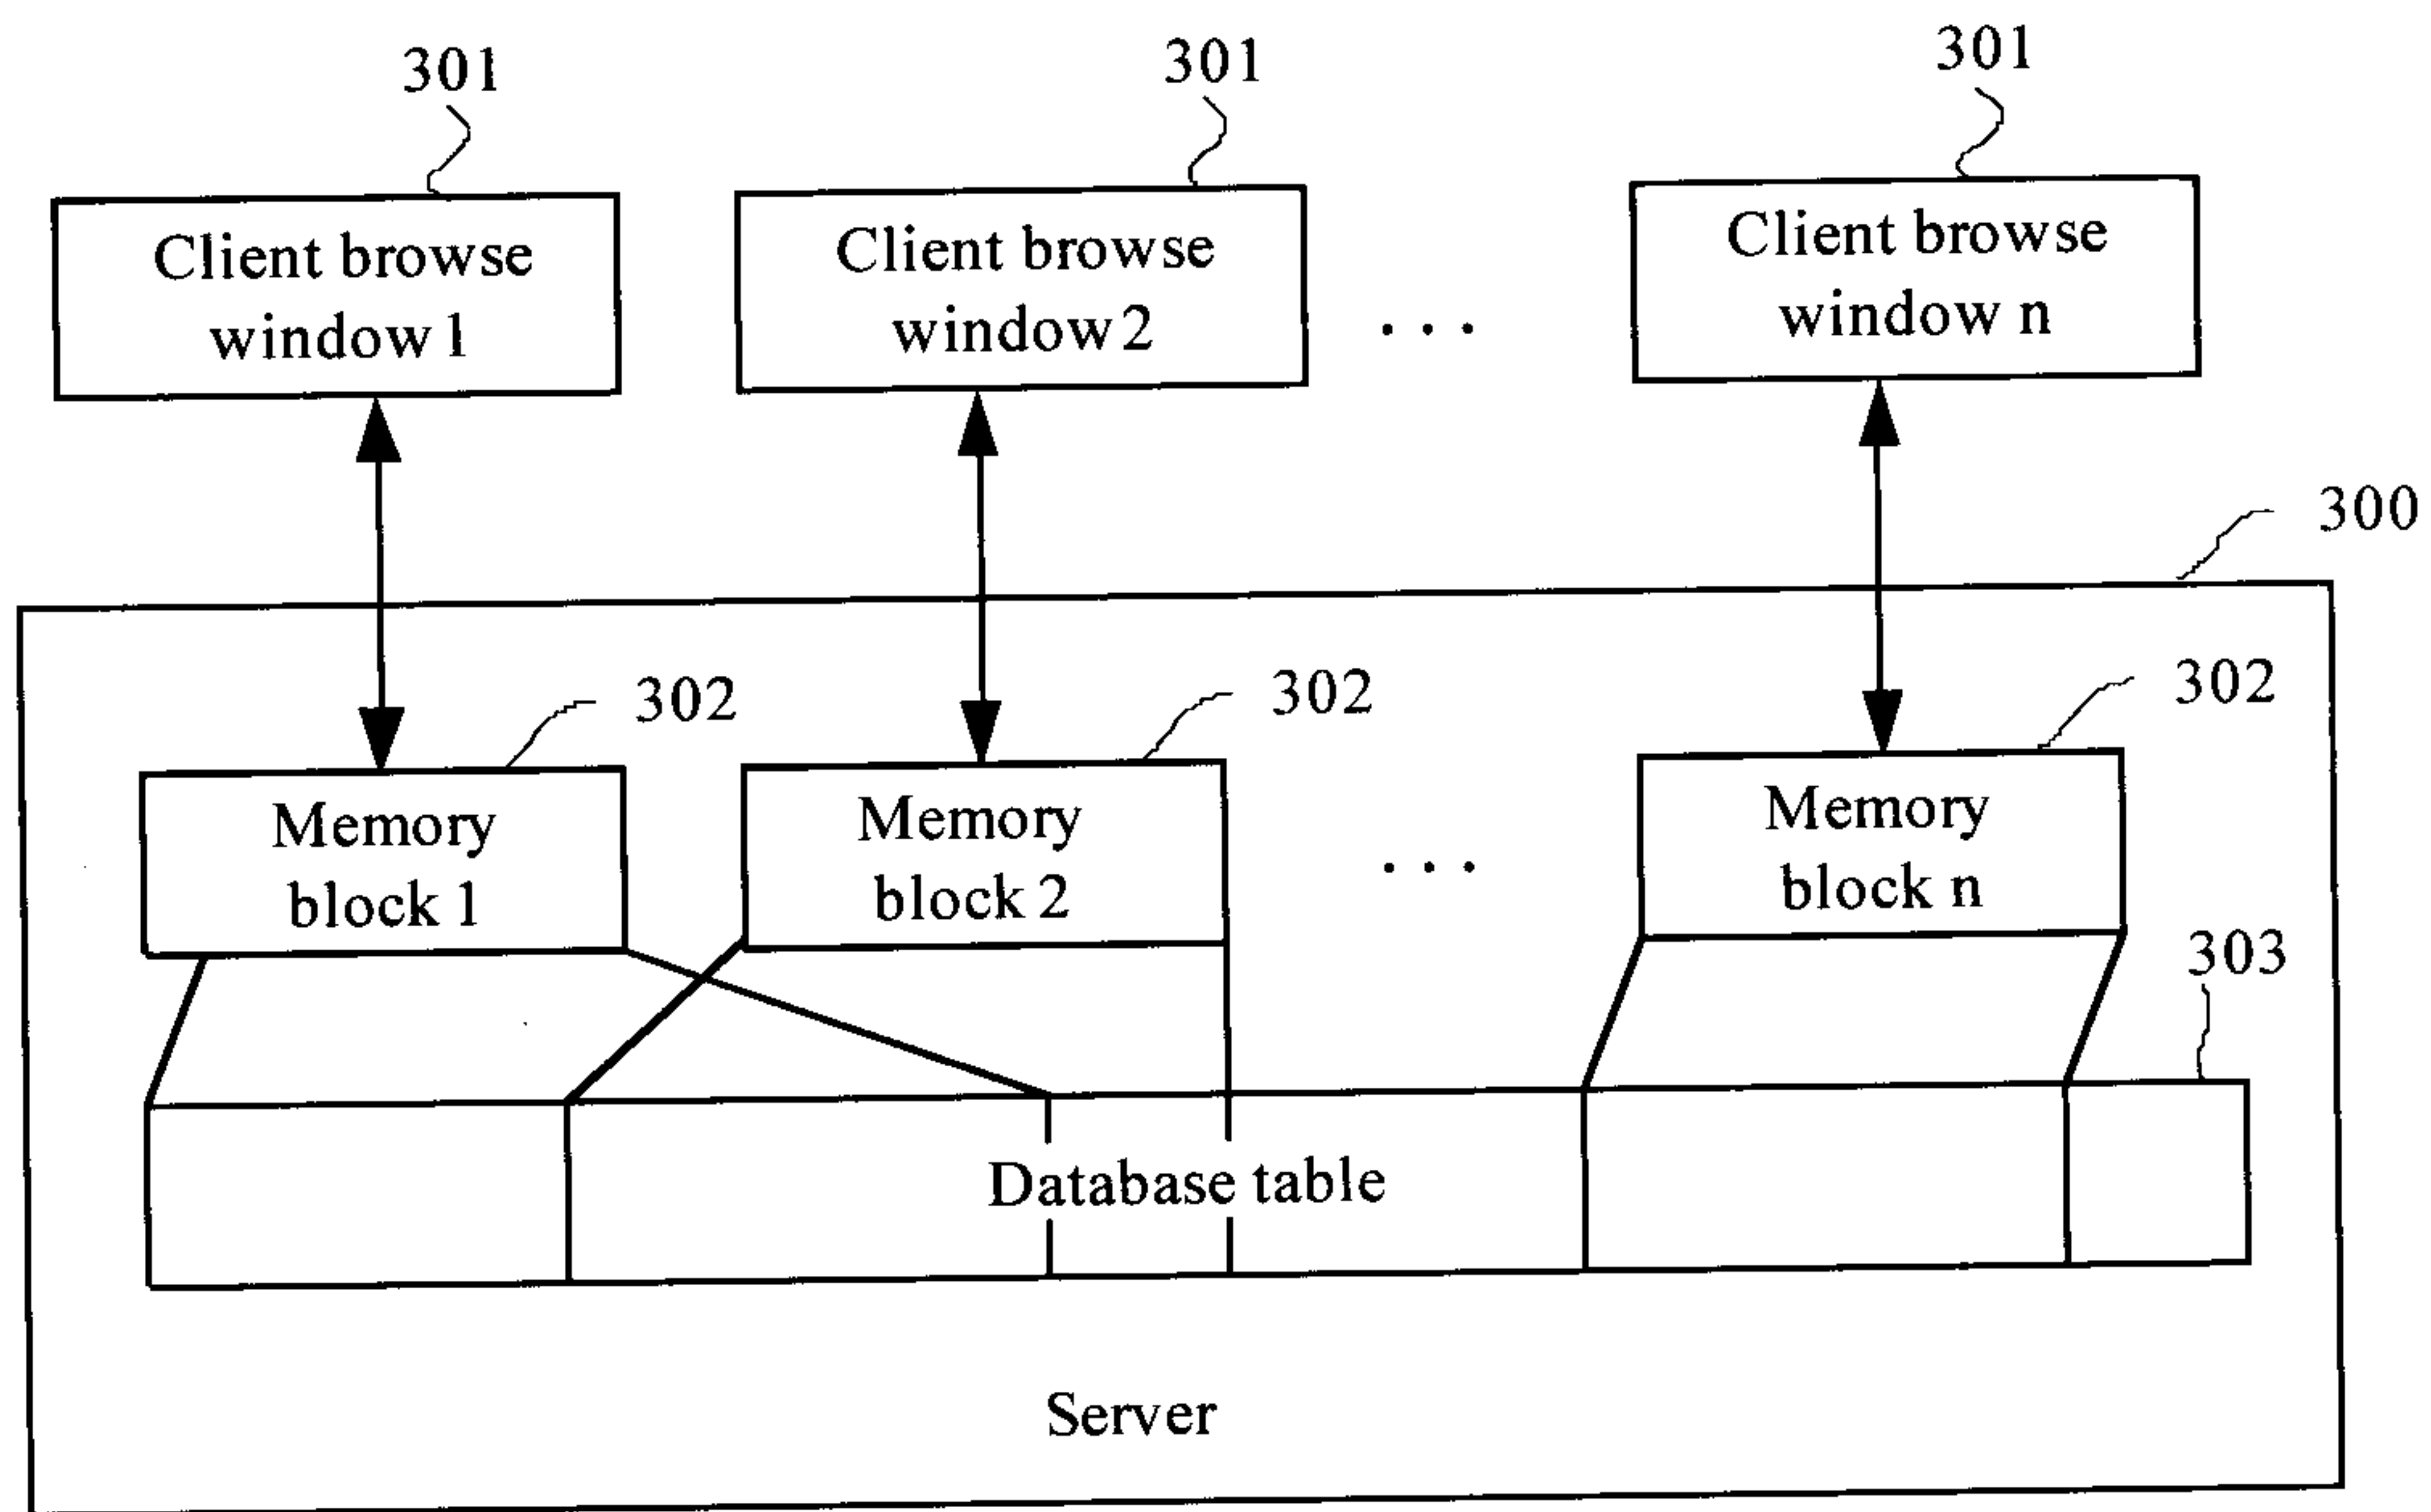 301
301
301
Client browse
window 1
Client browse
window 2
. . .
Client browse
window n
300
302
302
302
Memory
block 1
Memory
block 2
. . .
Memory
block n
303
Database table
Server